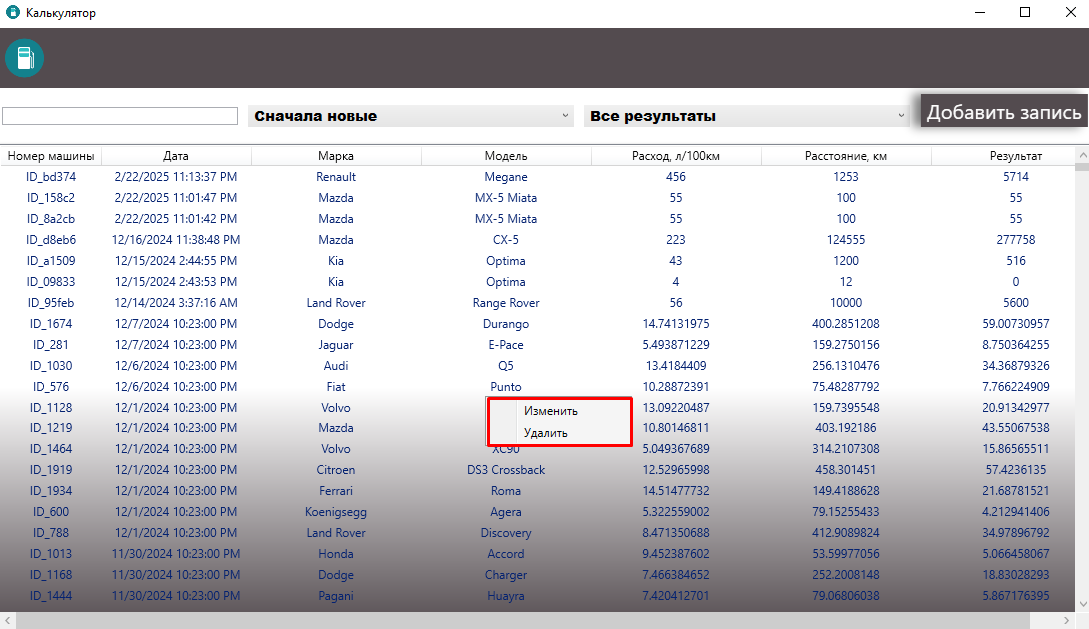 Калькулятор
Сначала новые Все результаты Добавить запись
Номер машины Дата Марка Модель Расход, л/100км Расстояние, км Результат
ID_bd374 2/22/2025 11:13:37 PM Renault Megane 456 1253 5714
ID_158c2 2/22/2025 11:01:47 PM Mazda MX-5 Miata 55 100 55
ID_8a2cb 2/22/2025 11:01:42 PM Mazda MX-5 Miata 55 100 55
ID_d8eb6 12/16/2024 11:38:48 PM Mazda CX-5 223 124555 277758
ID_a1509 12/15/2024 2:44:55 PM Kia Optima 43 1200 516
ID_09833 12/15/2024 2:43:53 PM Kia Optima 4 12 0
ID_95feb 12/14/2024 3:37:16 AM Land Rover Range Rover 56 10000 5600
ID_1674 12/7/2024 10:23:00 PM Dodge Durango 14.74131975 400.2851208 59.00730957
ID_281 12/7/2024 10:23:00 PM Jaguar E-Pace 5.493871229 159.2750156 8.750364255
ID_1030 12/6/2024 10:23:00 PM Audi Q5 13.4184409 256.1310476 34.36879326
ID_576 12/6/2024 10:23:00 PM Fiat Punto 10.28872391 75.48287792 7.766224909
ID_1128 12/1/2024 10:23:00 PM Volvo Изменить 13.09220487 159.7395548 20.91342977
ID_1219 12/1/2024 10:23:00 PM Mazda Удалить 10.80146811 403.192186 43.55067538
ID_1464 12/1/2024 10:23:00 PM Volvo XC90 5.049367689 314.2107308 15.86565511
ID_1919 12/1/2024 10:23:00 PM Citroen DS3 Crossback 12.52965998 458.301451 57.4236135
ID_1934 12/1/2024 10:23:00 PM Ferrari Roma 14.51477732 149.4188628 21.68781521
ID_600 12/1/2024 10:23:00 PM Koenigsegg Agera 5.322559002 79.15255433 4.212941406
ID_788 12/1/2024 10:23:00 PM Land Rover Discovery 8.471350688 412.9089824 34.97896792
ID_1013 11/30/2024 10:23:00 PM Honda Accord 9.452387602 53.59977056 5.066458067
ID_1168 11/30/2024 10:23:00 PM Dodge Charger 7.466384652 252.2008148 18.83028293
ID_1444 11/30/2024 10:23:00 PM Pagani Huayra 7.420412701 79.06806038 5.867176395